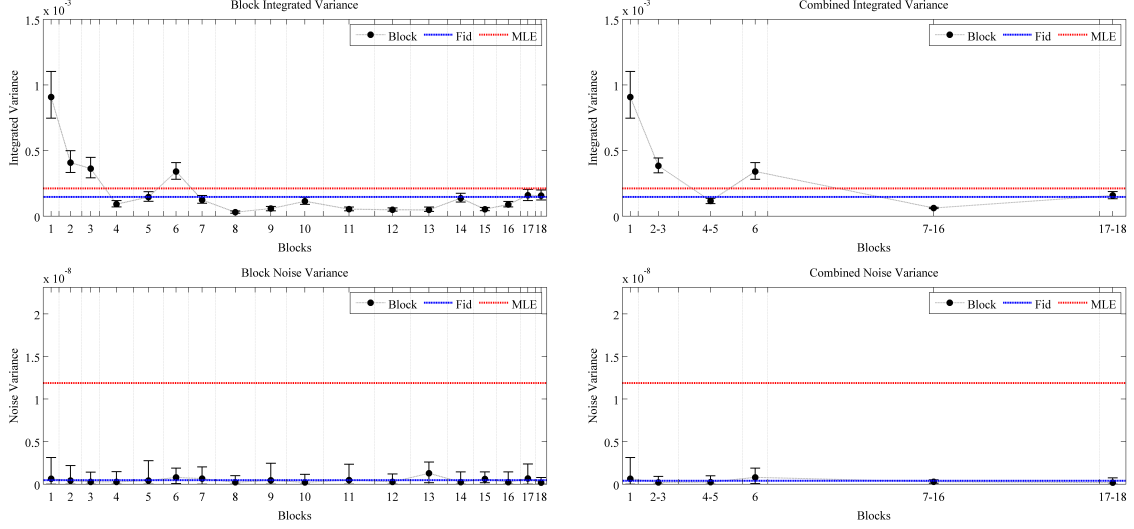 Block Integrated Variance
x 10⁻³
1.5
1
0.5
0
Integrated Variance
Block Fid MLE
1 2 3 4 5 6 7 8 9 10 11 12 13 14 15 16 17 18
Blocks
Combined Integrated Variance
x 10⁻³
1.5
1
0.5
0
Integrated Variance
Block Fid MLE
1 2-3 4-5 6 7-16 17-18
Blocks
Block Noise Variance
x 10⁻⁸
2
1.5
1
0.5
0
Noise Variance
Block Fid MLE
1 2 3 4 5 6 7 8 9 10 11 12 13 14 15 16 17 18
Blocks
Combined Noise Variance
x 10⁻⁸
2
1.5
1
0.5
0
Noise Variance
Block Fid MLE
1 2-3 4-5 6 7-16 17-18
Blocks